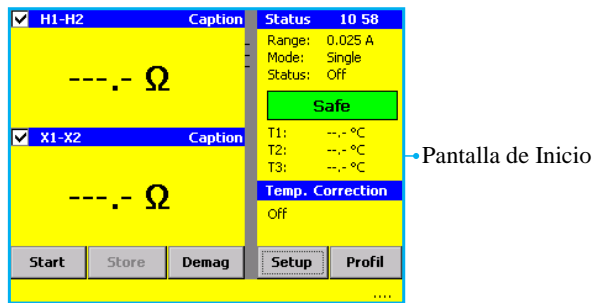 H1-H2 Caption
---.- Ω
X1-X2 Caption
---.- Ω
Status 10 58
Range: 0.025 A
Mode: Single
Status: Off
Safe
T1: --.- °C
T2: --.- °C
T3: --.- °C
Temp. Correction
Off
Start Store Demag Setup Profil
....
Pantalla de Inicio